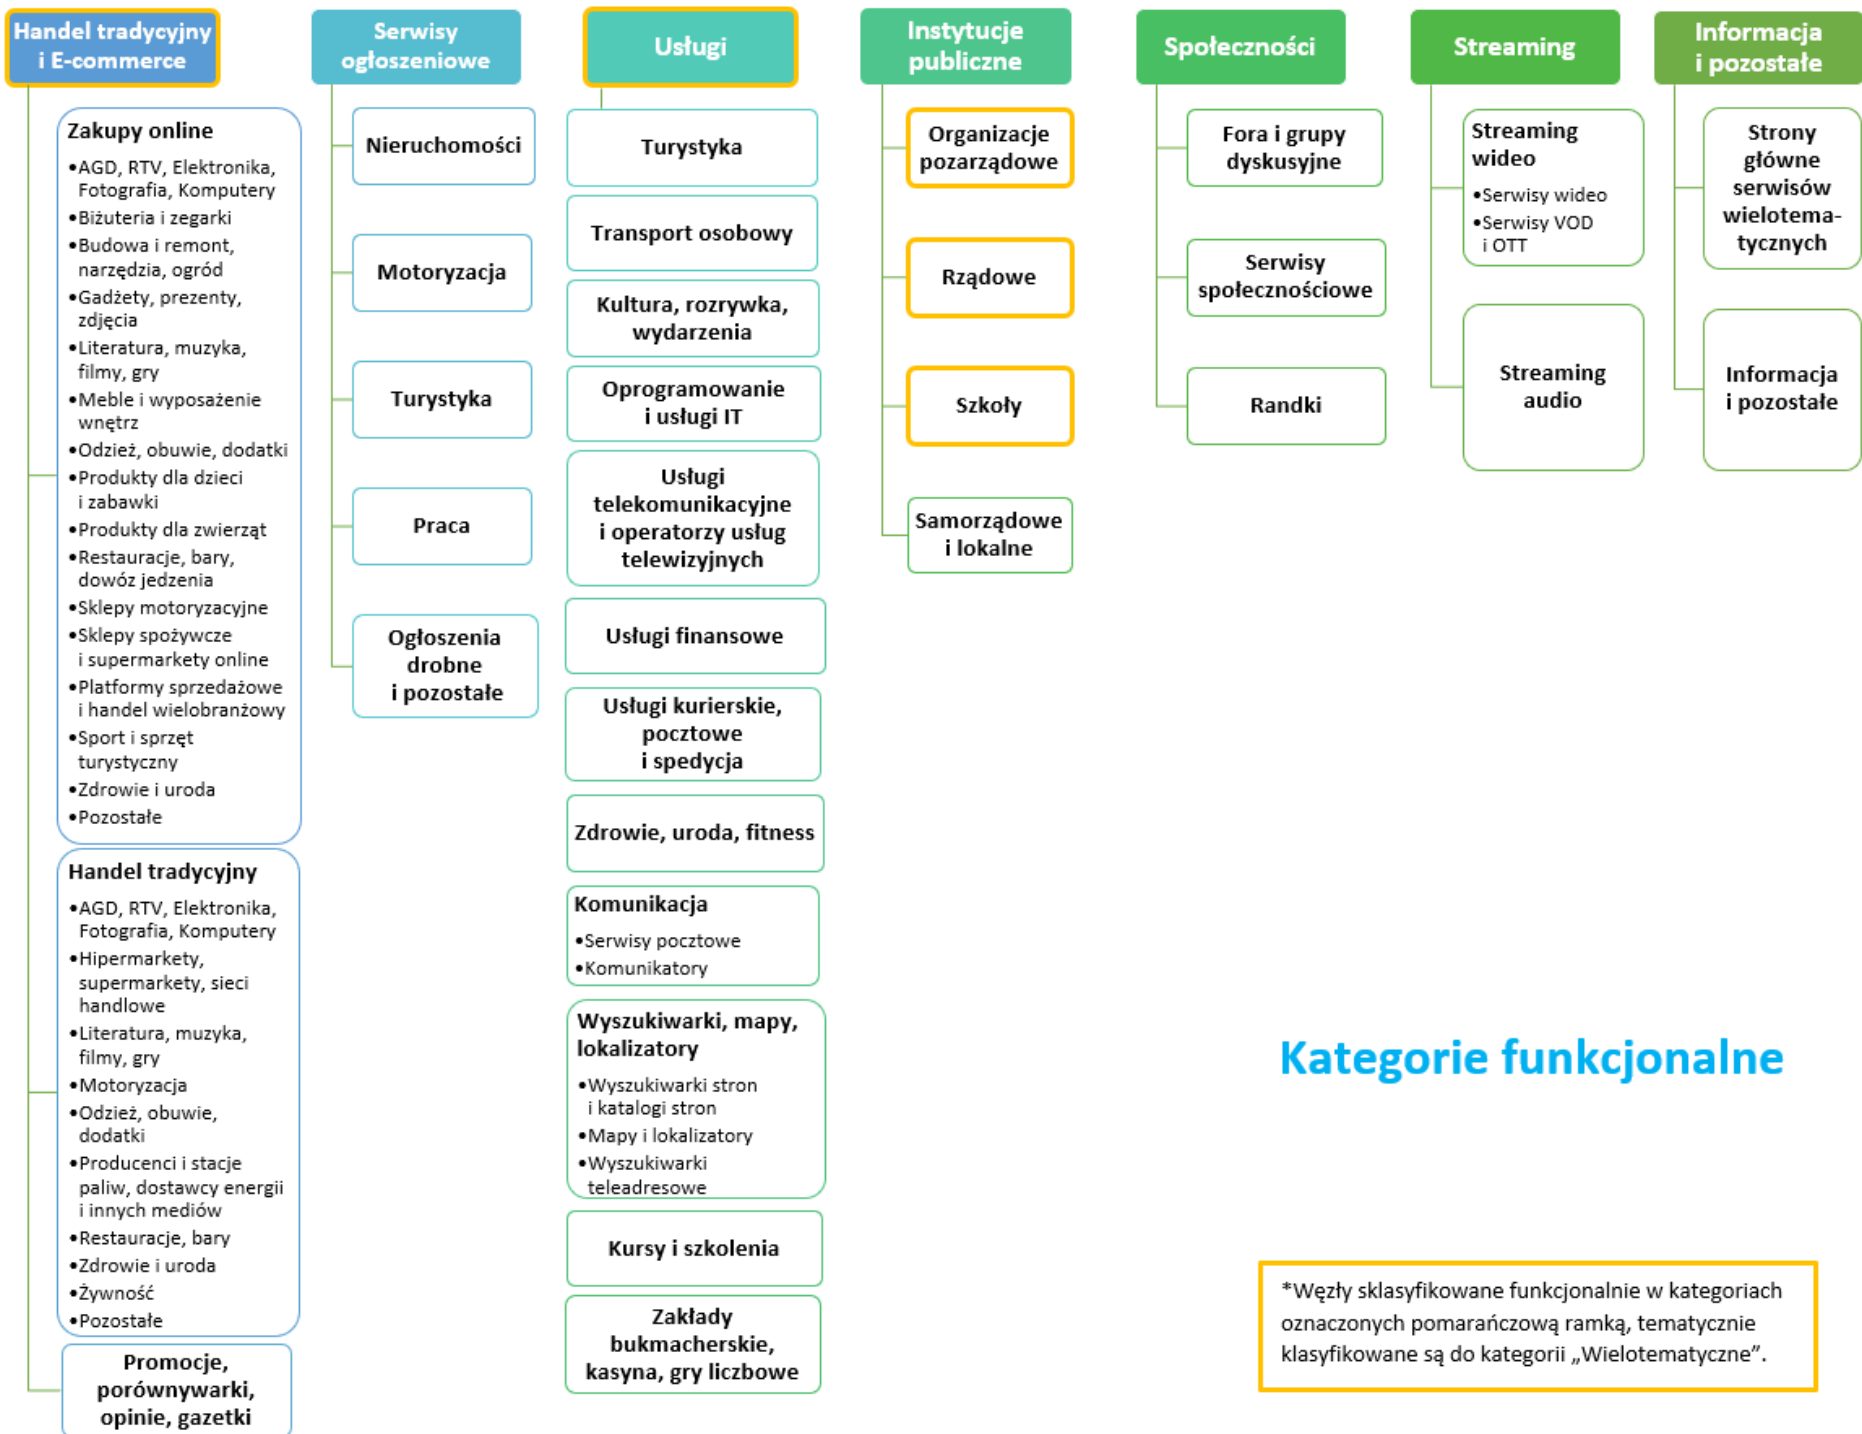 Handel tradycyjny
i E-commerce
Zakupy online
•AGD, RTV, Elektronika,
Fotografia, Komputery
•Biżuteria i zegarki
•Budowa i remont,
narzędzia, ogród
•Gadżety, prezenty,
zdjęcia
•Literatura, muzyka,
filmy, gry
•Meble i wyposażenie
wnętrz
•Odzież, obuwie, dodatki
•Produkty dla dzieci
i zabawki
•Produkty dla zwierząt
•Restauracje, bary,
dowóz jedzenia
•Sklepy motoryzacyjne
•Sklepy spożywcze
i supermarkety online
•Platformy sprzedażowe
i handel wielobranżowy
•Sport i sprzęt
turystyczny
•Zdrowie i uroda
•Pozostałe
Handel tradycyjny
•AGD, RTV, Elektronika,
Fotografia, Komputery
•Hipermarkety,
supermarkety, sieci
handlowe
•Literatura, muzyka,
filmy, gry
•Motoryzacja
•Odzież, obuwie,
dodatki
•Producenci i stacje
paliw, dostawcy energii
i innych mediów
•Restauracje, bary
•Zdrowie i uroda
•Żywność
•Pozostałe
Promocje,
porównywarki,
opinie, gazetki
Serwisy
ogłoszeniowe
Nieruchomości
Motoryzacja
Turystyka
Praca
Ogłoszenia
drobne
i pozostałe
Usługi
Turystyka
Transport osobowy
Kultura, rozrywka,
wydarzenia
Oprogramowanie
i usługi IT
Usługi
telekomunikacyjne
i operatorzy usług
telewizyjnych
Usługi finansowe
Usługi kurierskie,
pocztowe
i spedycja
Zdrowie, uroda, fitness
Komunikacja
•Serwisy pocztowe
•Komunikatory
Wyszukiwarki, mapy,
lokalizatory
•Wyszukiwarki stron
i katalogi stron
•Mapy i lokalizatory
•Wyszukiwarki
teleadresowe
Kursy i szkolenia
Zakłady
bukmacherskie,
kasyna, gry liczbowe
Instytucje
publiczne
Organizacje
pozarządowe
Rządowe
Szkoły
Samorządowe
i lokalne
Społeczności
Fora i grupy
dyskusyjne
Serwisy
społecznościowe
Randki
Streaming
Streaming
wideo
•Serwisy wideo
•Serwisy VOD
i OTT
Streaming
audio
Informacja
i pozostałe
Strony
główne
serwisów
wielotema-
tycznych
Informacja
i pozostałe
Kategorie funkcjonalne
*Węzły sklasyfikowane funkcjonalnie w kategoriach
oznaczonych pomarańczową ramką, tematycznie
klasyfikowane są do kategorii „Wielotematyczne”.